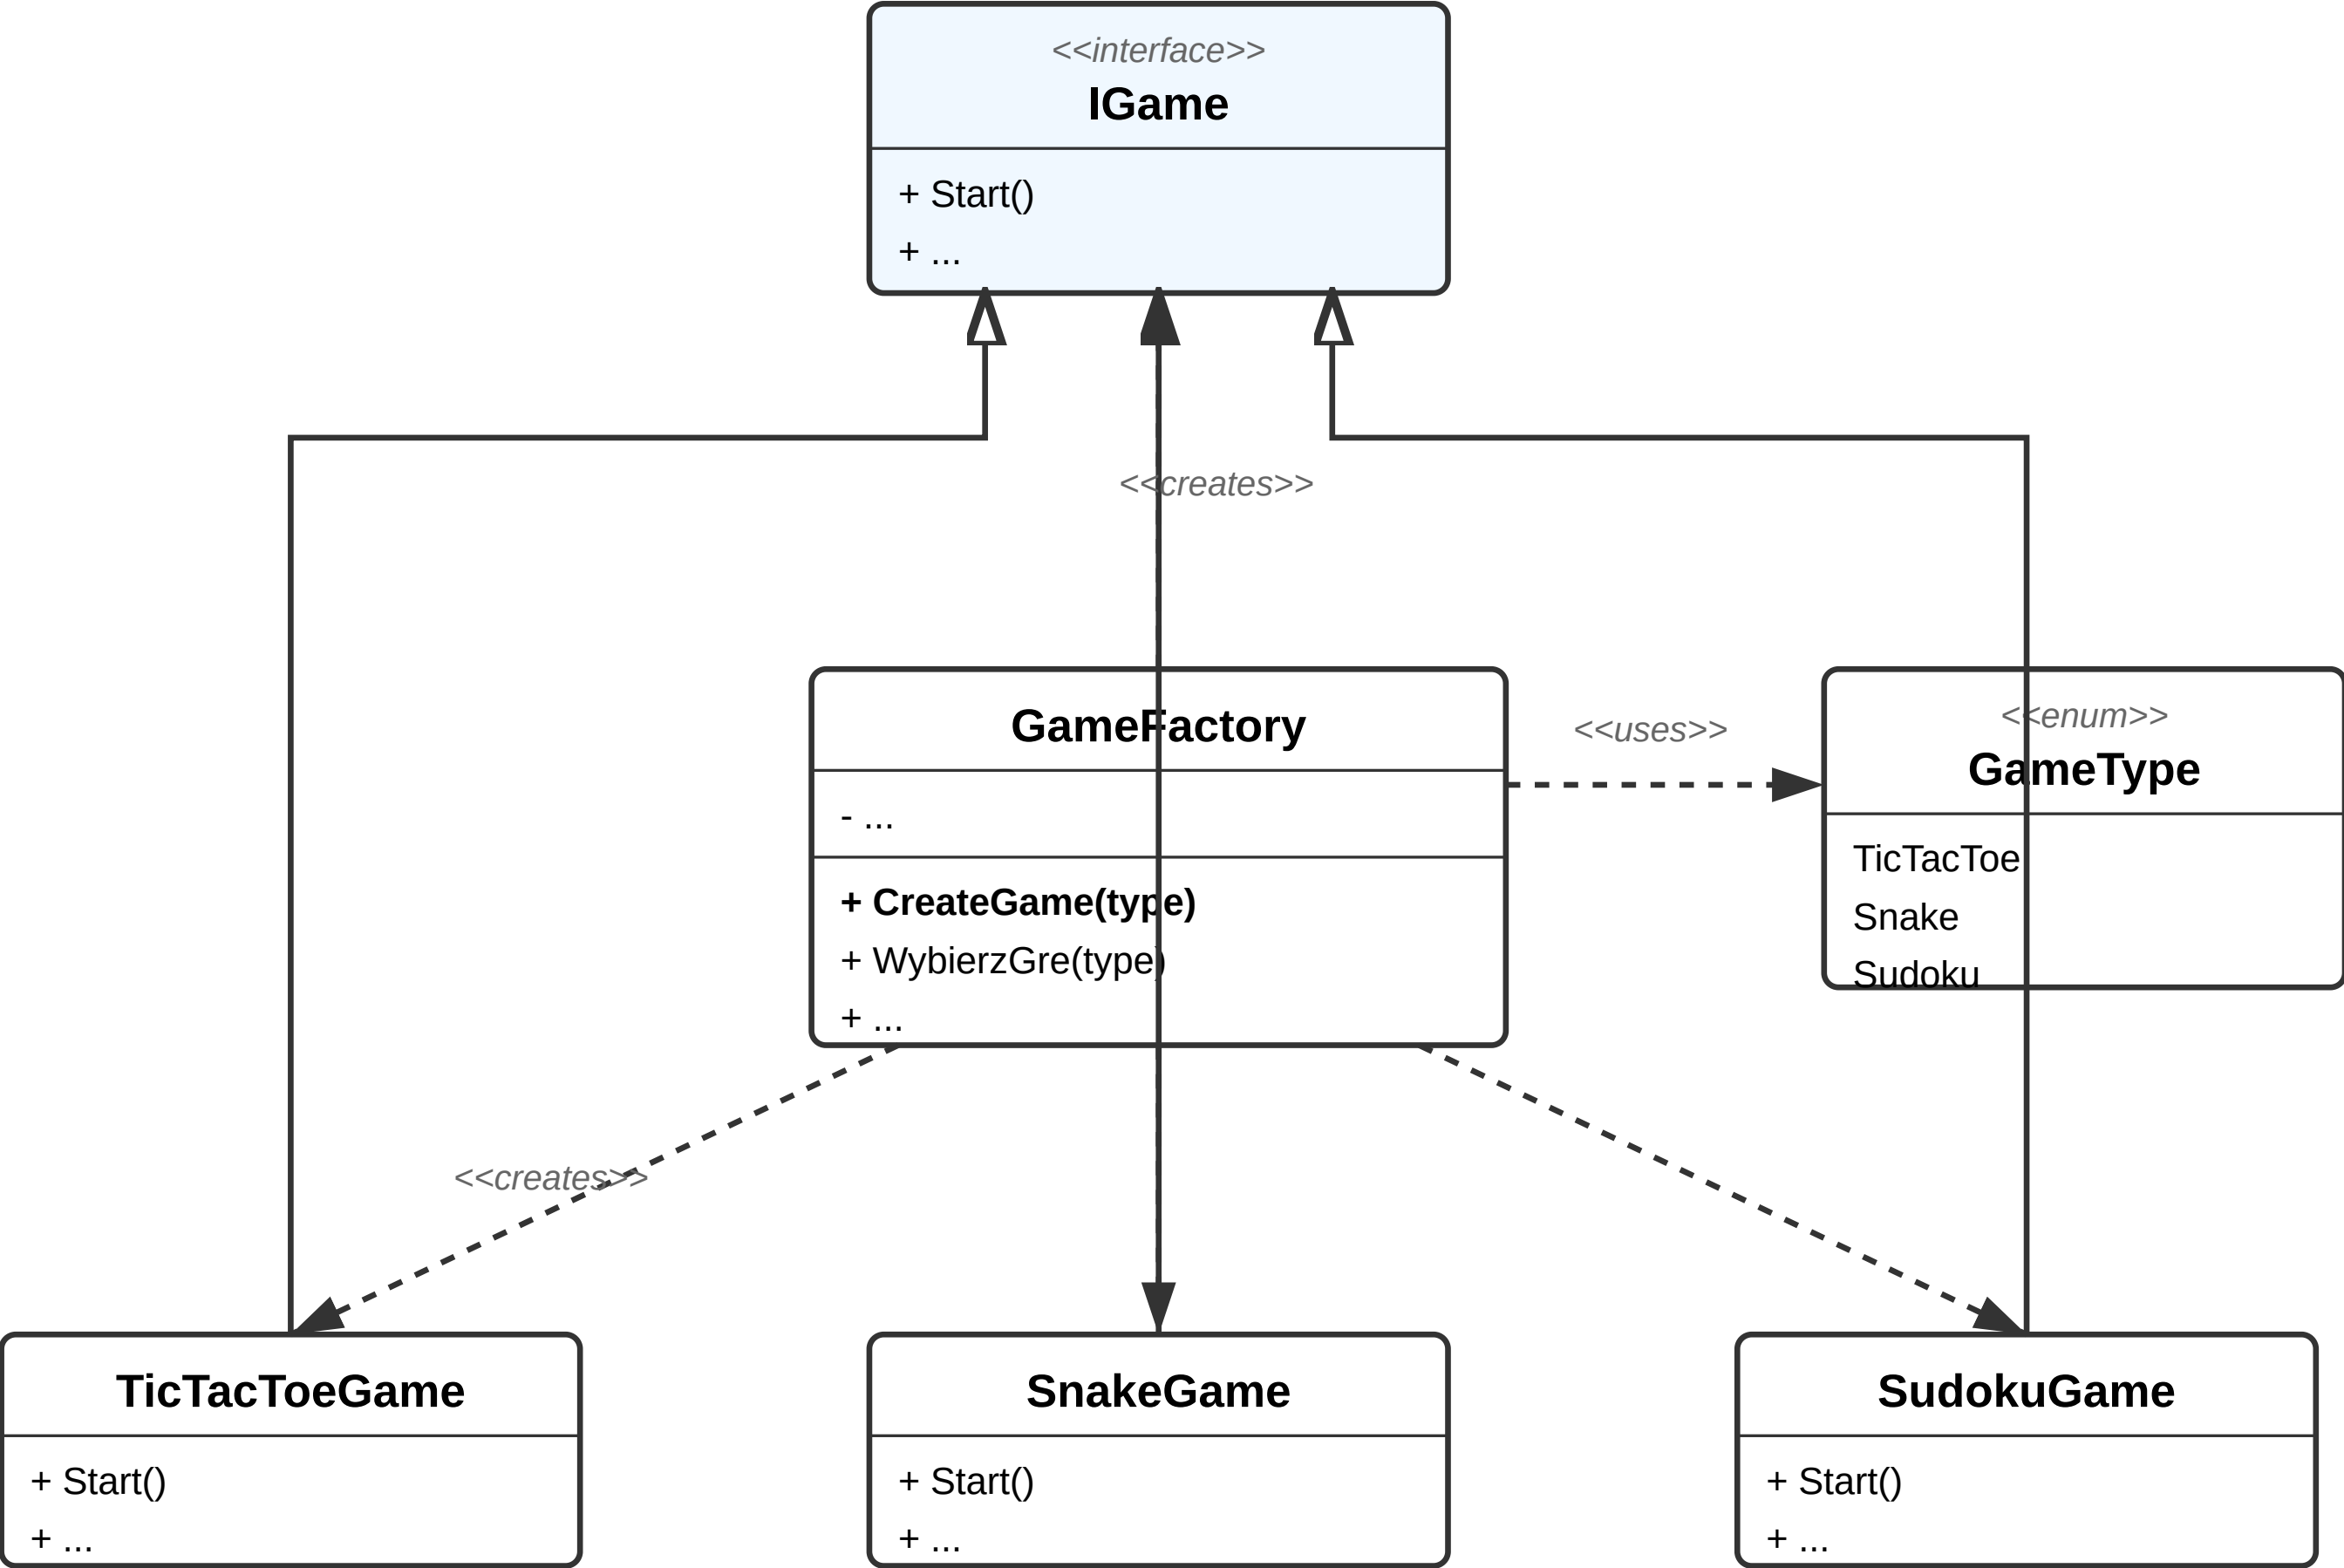 <<interface>>
IGame
+ Start()
+ ...
<<creates>>
GameFactory
- ...
+ CreateGame(type)
+ WybierzGre(type)
+ ...
<<uses>>
<<enum>>
GameType
TicTacToe
Snake
Sudoku
<<creates>>
TicTacToeGame
+ Start()
+ ...
SnakeGame
+ Start()
+ ...
SudokuGame
+ Start()
+ ...